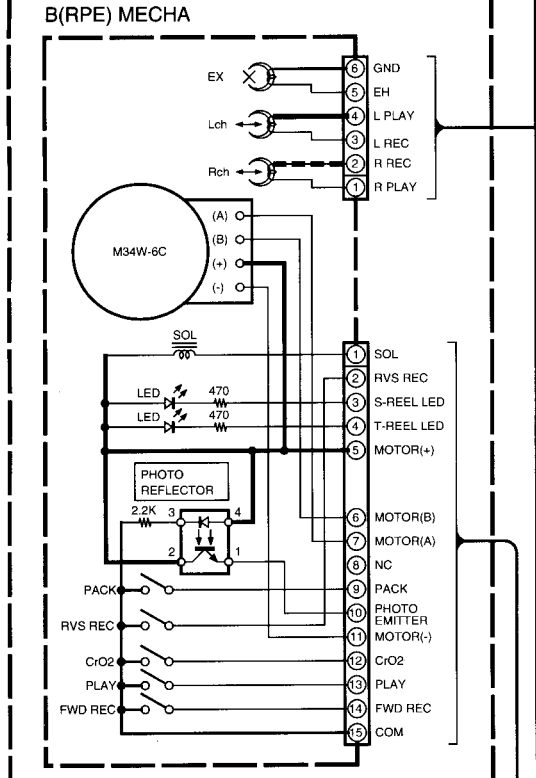 B(RPE) MECHA
EX
6 GND
5 EH
Lch
4 L PLAY
3 L REC
Rch
2 R REC
1 R PLAY
M34W-6C
(A)
(B)
(+)
(-)
SOL
1 SOL
2 RVS REC
LED 470
3 S-REEL LED
LED 470
4 T-REEL LED
5 MOTOR(+)
PHOTO
REFLECTOR
2.2K 3 4
2 1
6 MOTOR(B)
7 MOTOR(A)
8 NC
PACK
9 PACK
10 PHOTO
EMITTER
RVS REC
11 MOTOR(-)
CrO2
12 CrO2
PLAY
13 PLAY
FWD REC
14 FWD REC
15 COM